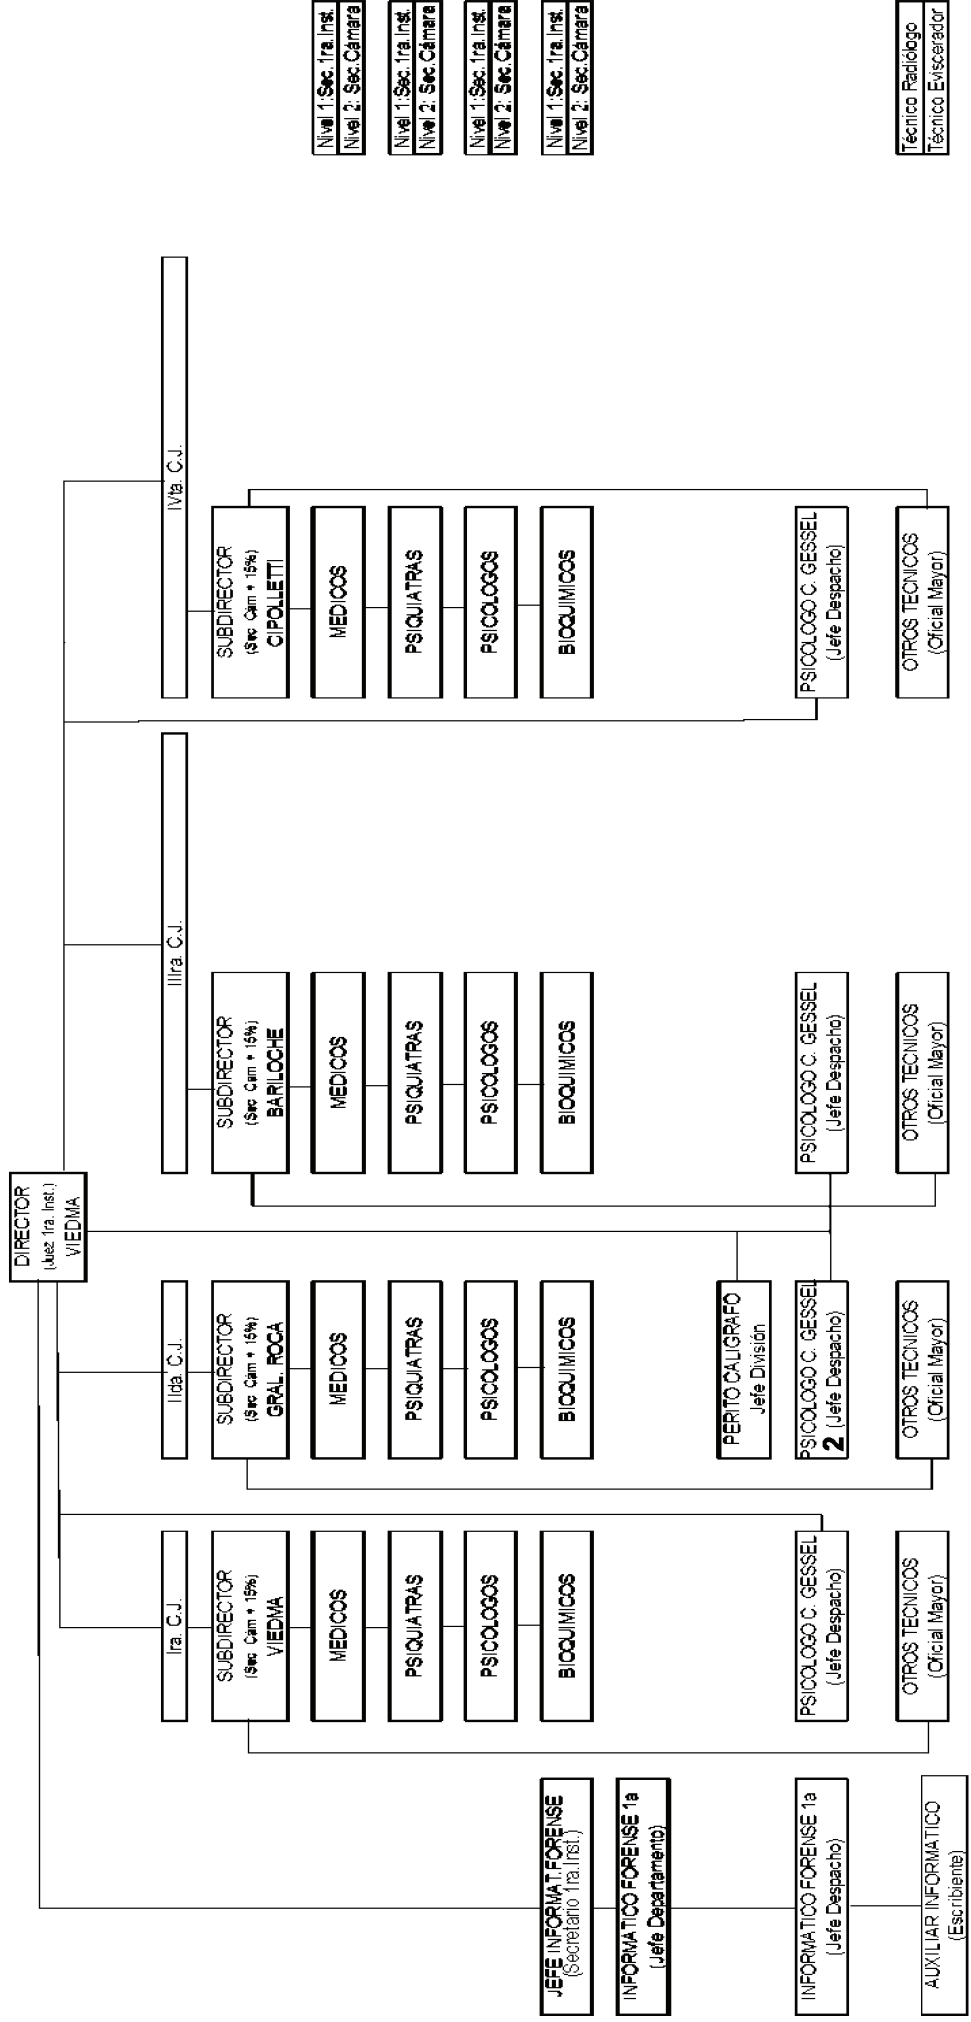 DIRECTOR
(Juez 1ra. Inst.)
VIEDMA
Ira. C.J.
IIda. C.J.
IIIra. C.J.
IVta. C.J.
SUBDIRECTOR
(Sec Cám + 15%)
VIEDMA
SUBDIRECTOR
(Sec Cám + 15%)
GRAL. ROCA
SUBDIRECTOR
(Sec Cám + 15%)
BARILOCHE
SUBDIRECTOR
(Sec Cám + 15%)
CIPOLLETTI
MEDICOS
MEDICOS
MEDICOS
MEDICOS
Nivel 1:Sec.1ra.Inst.
Nivel 2: Sec.Cámara
PSIQUIATRAS
PSIQUIATRAS
PSIQUIATRAS
PSIQUIATRAS
Nivel 1:Sec.1ra.Inst.
Nivel 2: Sec.Cámara
PSICOLOGOS
PSICOLOGOS
PSICOLOGOS
PSICOLOGOS
Nivel 1:Sec.1ra.Inst.
Nivel 2: Sec.Cámara
JEFE INFORMAT.FORENSE
(Secretario 1ra.Inst.)
BIOQUIMICOS
BIOQUIMICOS
BIOQUIMICOS
BIOQUIMICOS
Nivel 1:Sec.1ra.Inst.
Nivel 2: Sec.Cámara
INFORMATICO FORENSE 1a
(Jefe Departamento)
PERITO CALIGRAFO
Jefe División
INFORMATICO FORENSE 1a
(Jefe Despacho)
PSICOLOGO C. GESSEL
(Jefe Despacho)
PSICOLOGO C. GESSEL
2 (Jefe Despacho)
PSICOLOGO C. GESSEL
(Jefe Despacho)
PSICOLOGO C. GESSEL
(Jefe Despacho)
AUXILIAR INFORMATICO
(Escribiente)
OTROS TECNICOS
(Oficial Mayor)
OTROS TECNICOS
(Oficial Mayor)
OTROS TECNICOS
(Oficial Mayor)
OTROS TECNICOS
(Oficial Mayor)
Técnico Radiólogo
Técnico Eviscerador